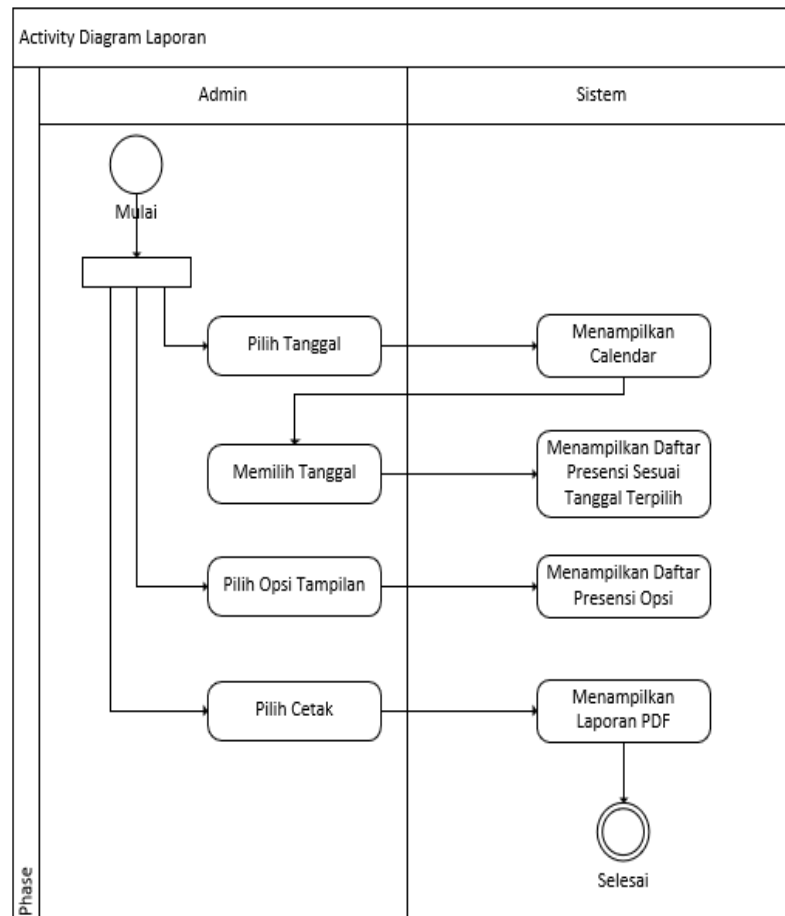 Activity Diagram Laporan
Admin
Sistem
Mulai
Pilih Tanggal
Menampilkan
Calendar
Memilih Tanggal
Menampilkan Daftar
Presensi Sesuai
Tanggal Terpilih
Pilih Opsi Tampilan
Menampilkan Daftar
Presensi Opsi
Pilih Cetak
Menampilkan
Laporan PDF
Selesai
Phase